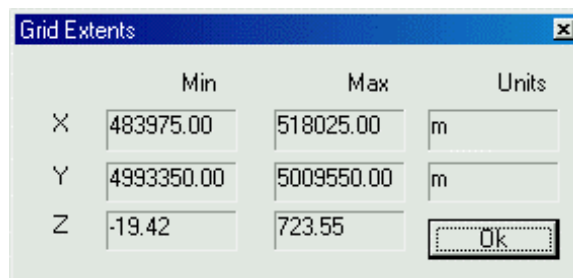 Grid Extents
Min Max Units
X 483975.00 518025.00 m
Y 4993350.00 5009550.00 m
Z -19.42 723.55 Ok